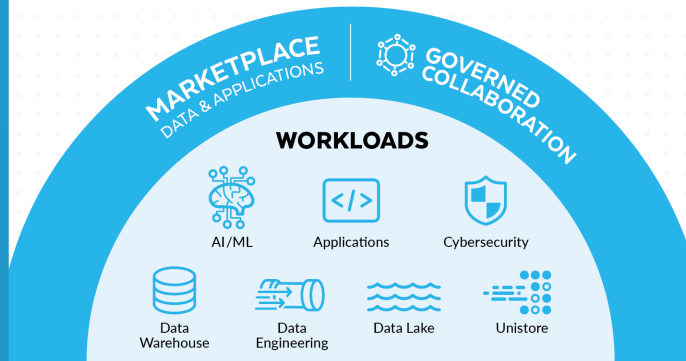 MARKETPLACE
DATA & APPLICATIONS
GOVERNED
COLLABORATION
WORKLOADS
</>
AI/ML
Applications
Cybersecurity
Data
Warehouse
Data
Engineering
Data Lake
Unistore